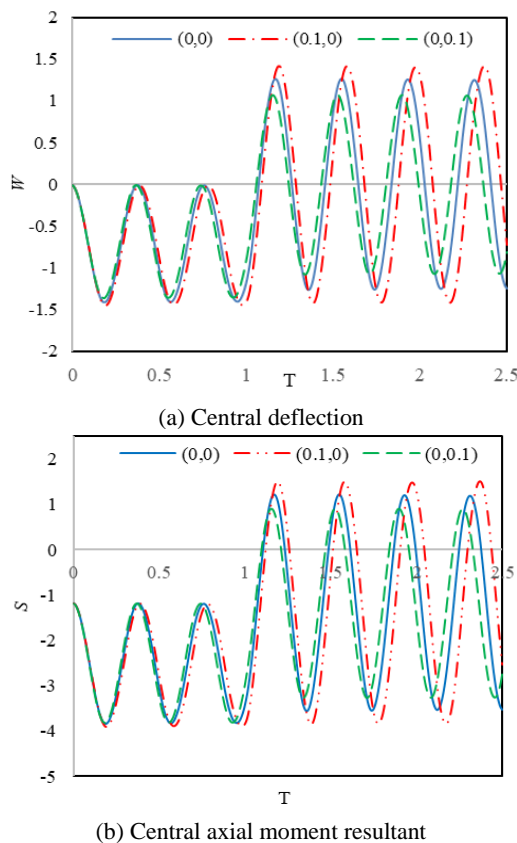 2
1.5
1
0.5
0
-0.5
-1
-1.5
-2
W
(0,0) (0.1,0) (0,0.1)
0 0.5 1 1.5 2 2.5
T
(a) Central deflection
2
1
0
-1
-2
-3
-4
-5
S
(0,0) (0.1,0) (0,0.1)
0 0.5 1 1.5 2 2.5
T
(b) Central axial moment resultant